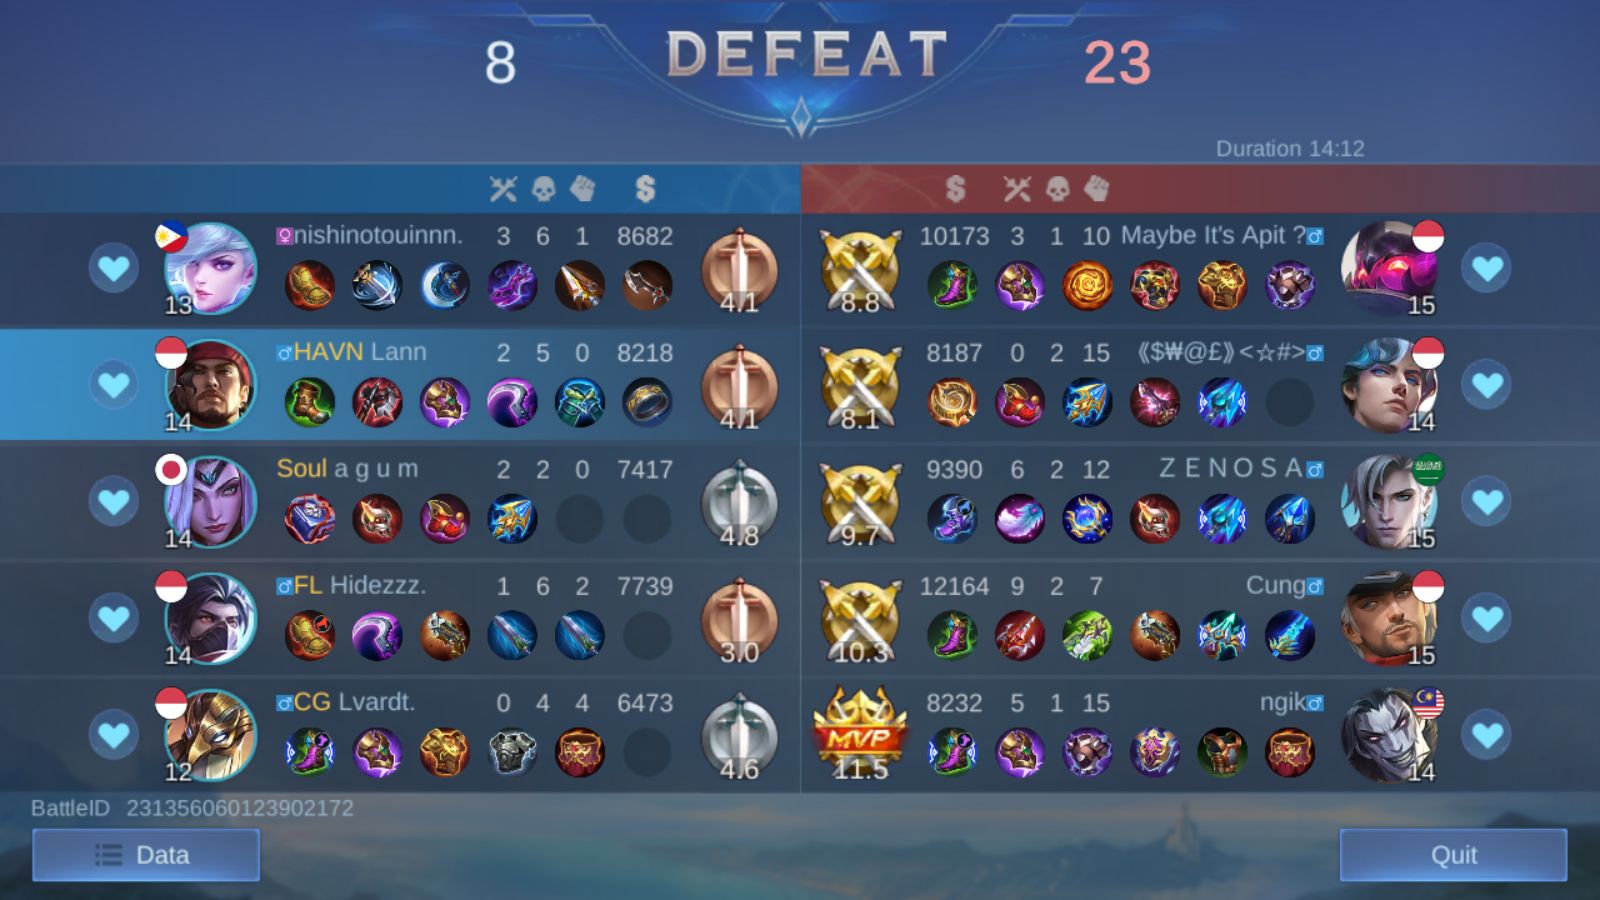 8 DEFEAT 23
Duration 14:12
nishinotouinnn. 3 6 1 8682
13 4.1
10173 3 1 10 Maybe It's Apit ?
8.8 15
HAVN Lann 2 5 0 8218
14 4.1
8187 0 2 15 《$₩@£》<☆#>
8.1 14
Soul a g u m 2 2 0 7417
14 4.8
9390 6 2 12 Z E N O S A
9.7 15
FL Hidezzz. 1 6 2 7739
14 3.0
12164 9 2 7 Cung
10.3 15
CG Lvardt. 0 4 4 6473
12 4.6
8232 5 1 15 ngik
MVP
11.5 14
BattleID 231356060123902172
Data
Quit